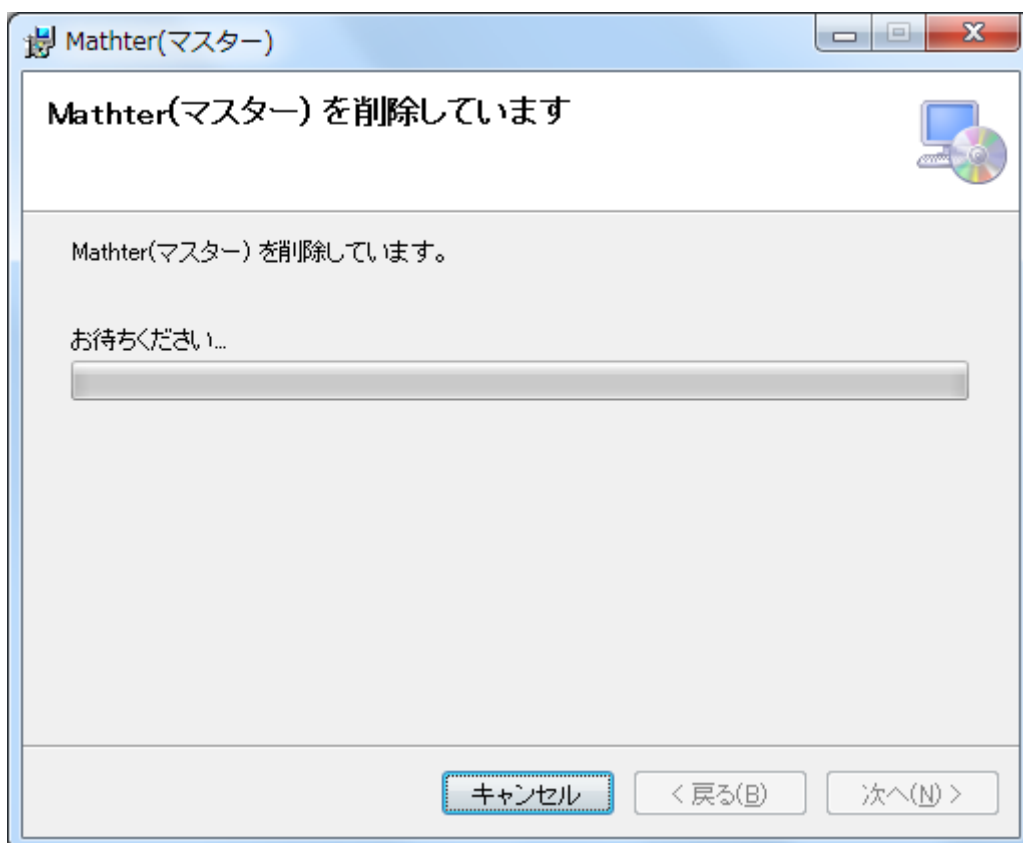 Mathter(マスター)
Mathter(マスター) を削除しています
Mathter(マスター) を削除しています。
お待ちください...
キャンセル
< 戻る(B)
次へ(N) >